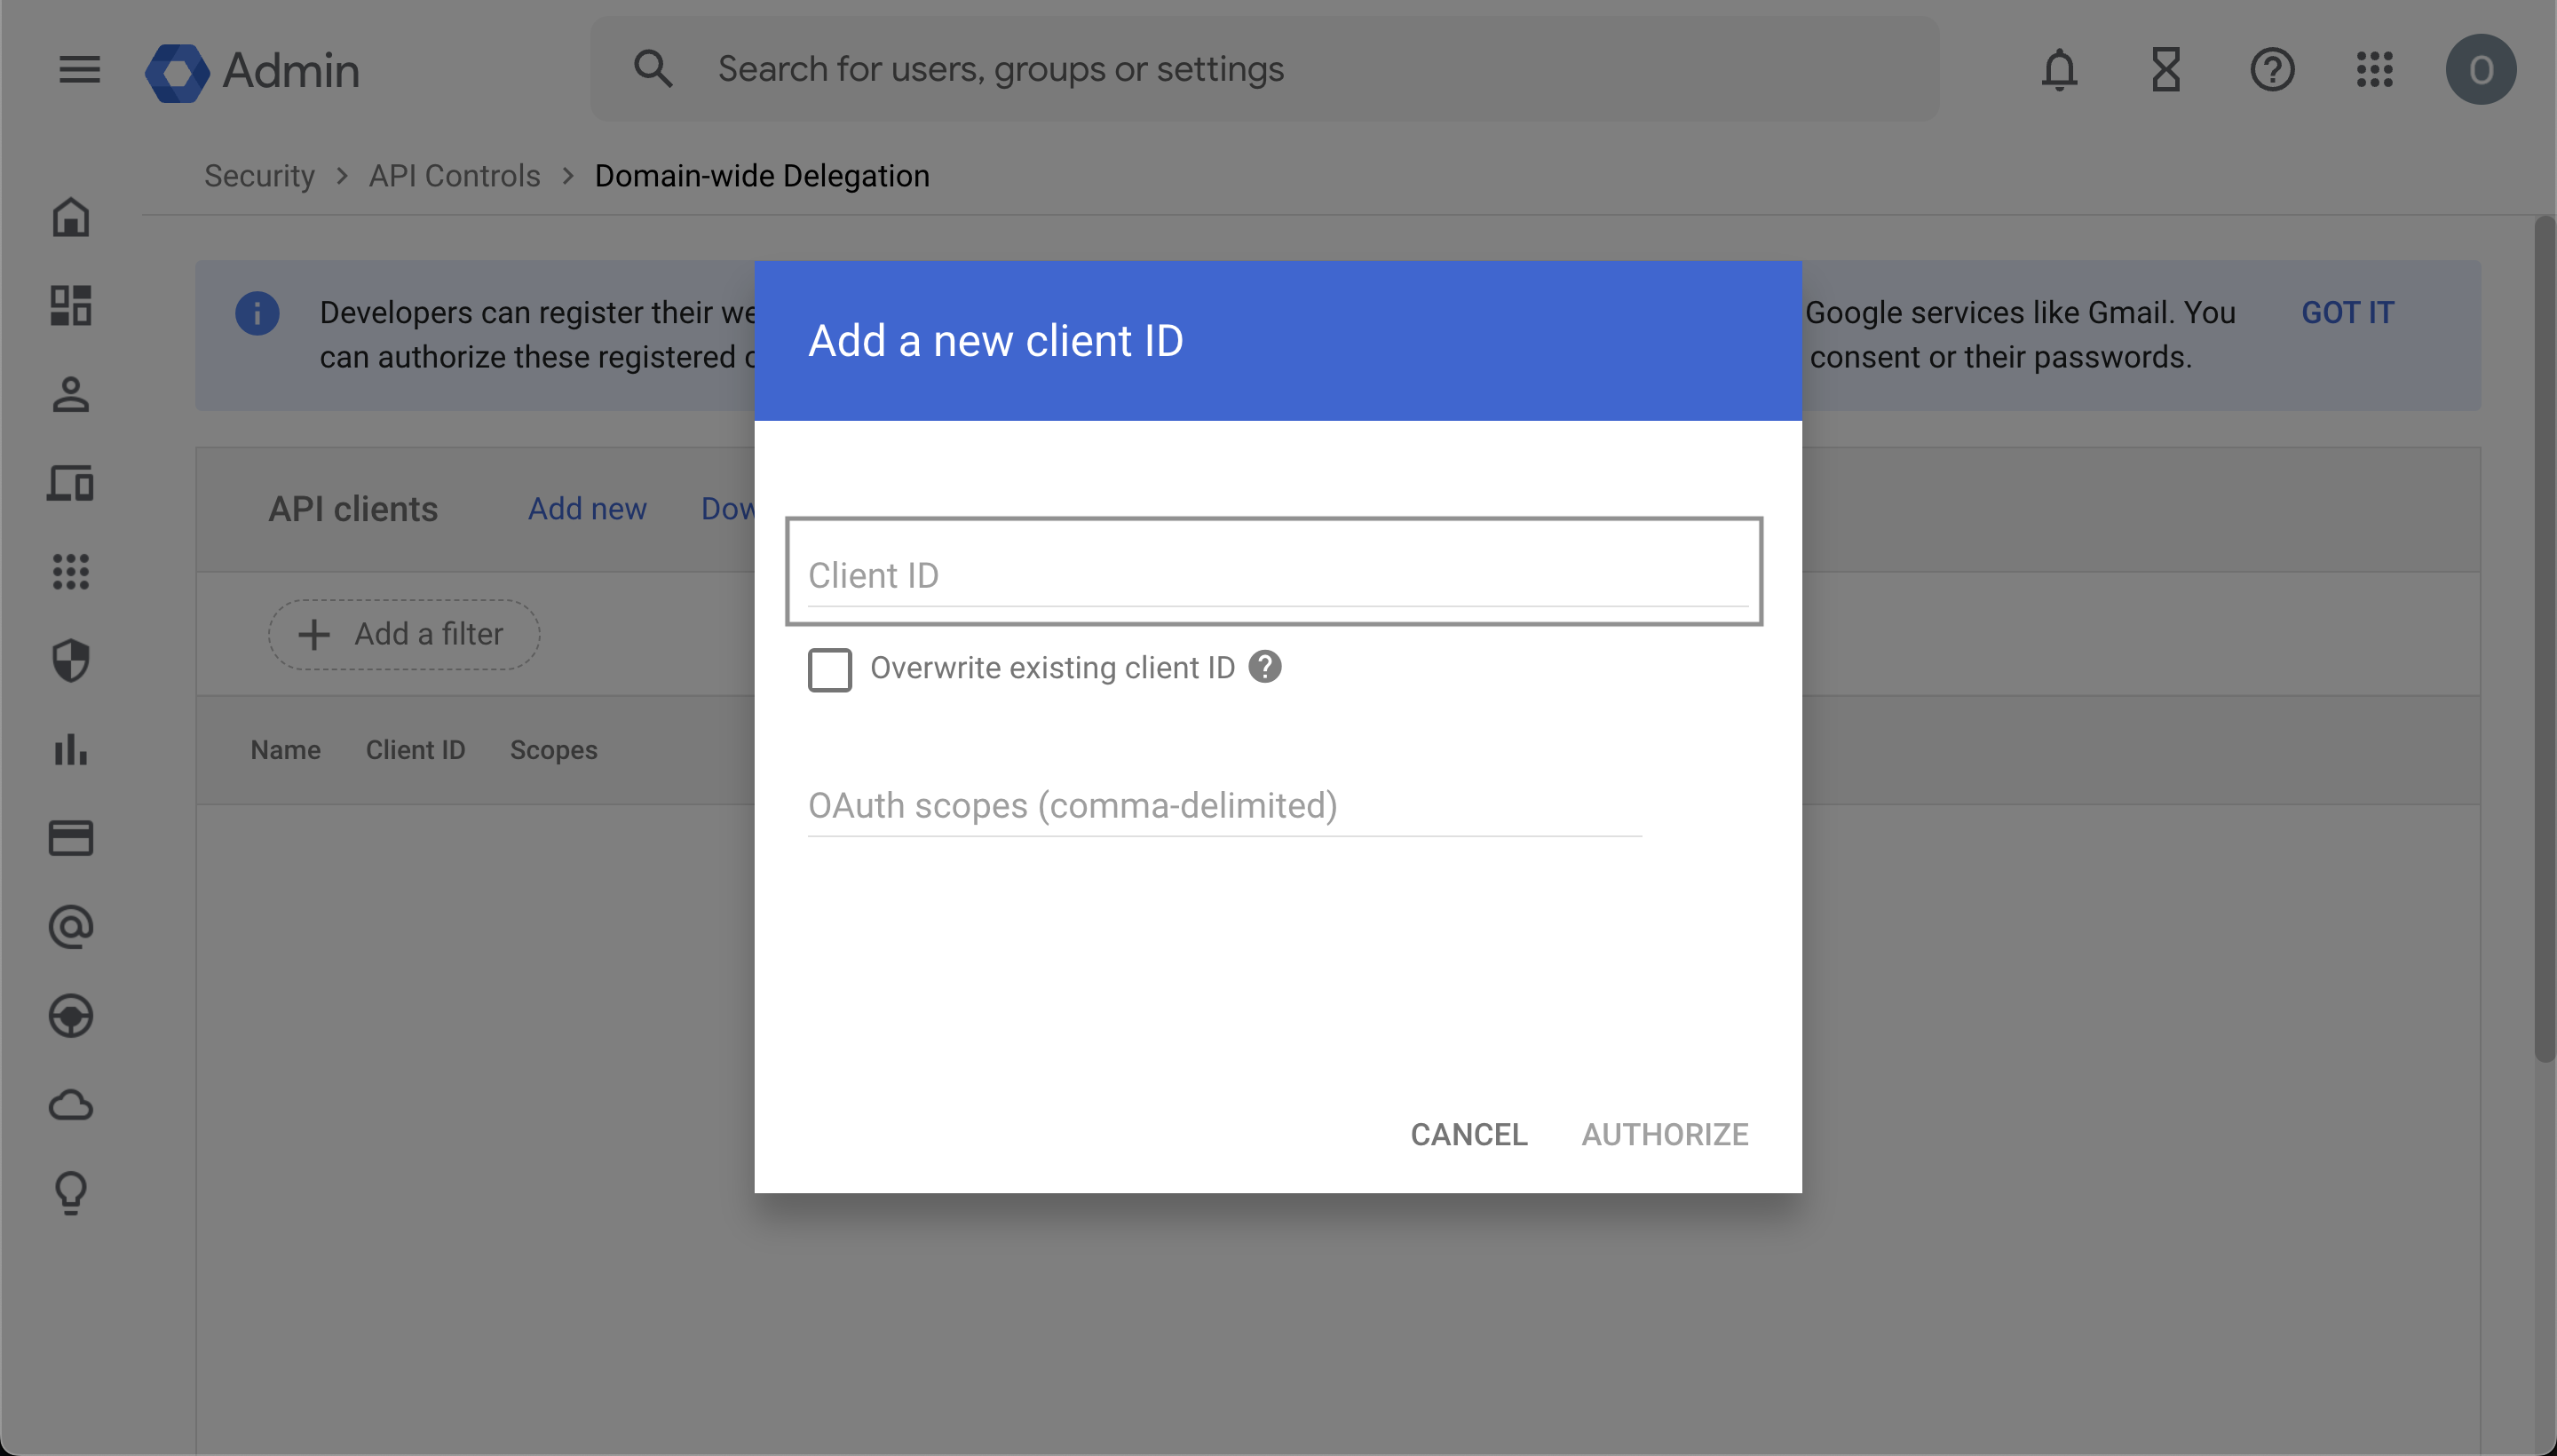 Admin
Search for users, groups or settings
O
Security > API Controls > Domain-wide Delegation
Developers can register their we
Google services like Gmail. You
GOT IT
can authorize these registered
consent or their passwords.
Add a new client ID
API clients
Add new
Dow
Client ID
Add a filter
Overwrite existing client ID
Name
Client ID
Scopes
OAuth scopes (comma-delimited)
CANCEL
AUTHORIZE